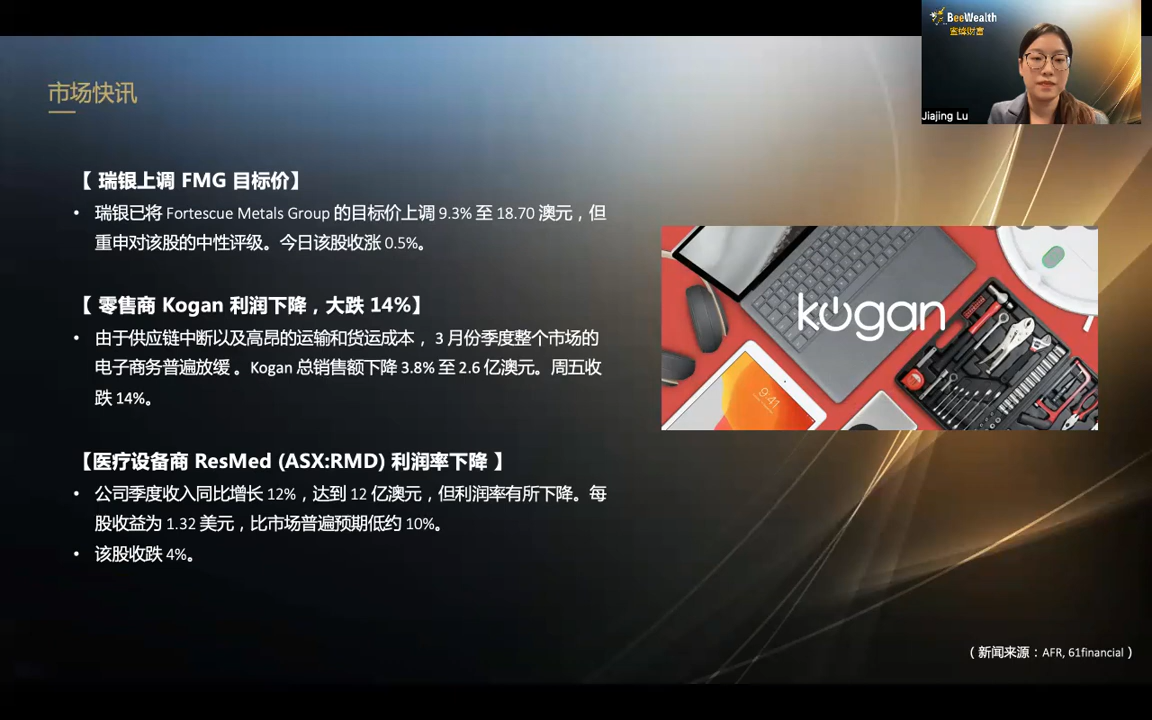 BeeWealth
蜜蜂财富
Jiajing Lu
市场快讯
【 瑞银上调 FMG 目标价】
• 瑞银已将 Fortescue Metals Group 的目标价上调 9.3% 至 18.70 澳元，但
重申对该股的中性评级。今日该股收涨 0.5%。
【 零售商 Kogan 利润下降，大跌 14%】
• 由于供应链中断以及高昂的运输和货运成本， 3 月份季度整个市场的
电子商务普遍放缓 。Kogan 总销售额下降 3.8% 至 2.6 亿澳元。周五收
跌 14%。
【医疗设备商 ResMed (ASX:RMD) 利润率下降 】
• 公司季度收入同比增长 12%，达到 12 亿澳元，但利润率有所下降。每
股收益为 1.32 美元，比市场普遍预期低约 10%。
• 该股收跌 4%。
kogan
9:41
（ 新闻来源：AFR, 61financial ）